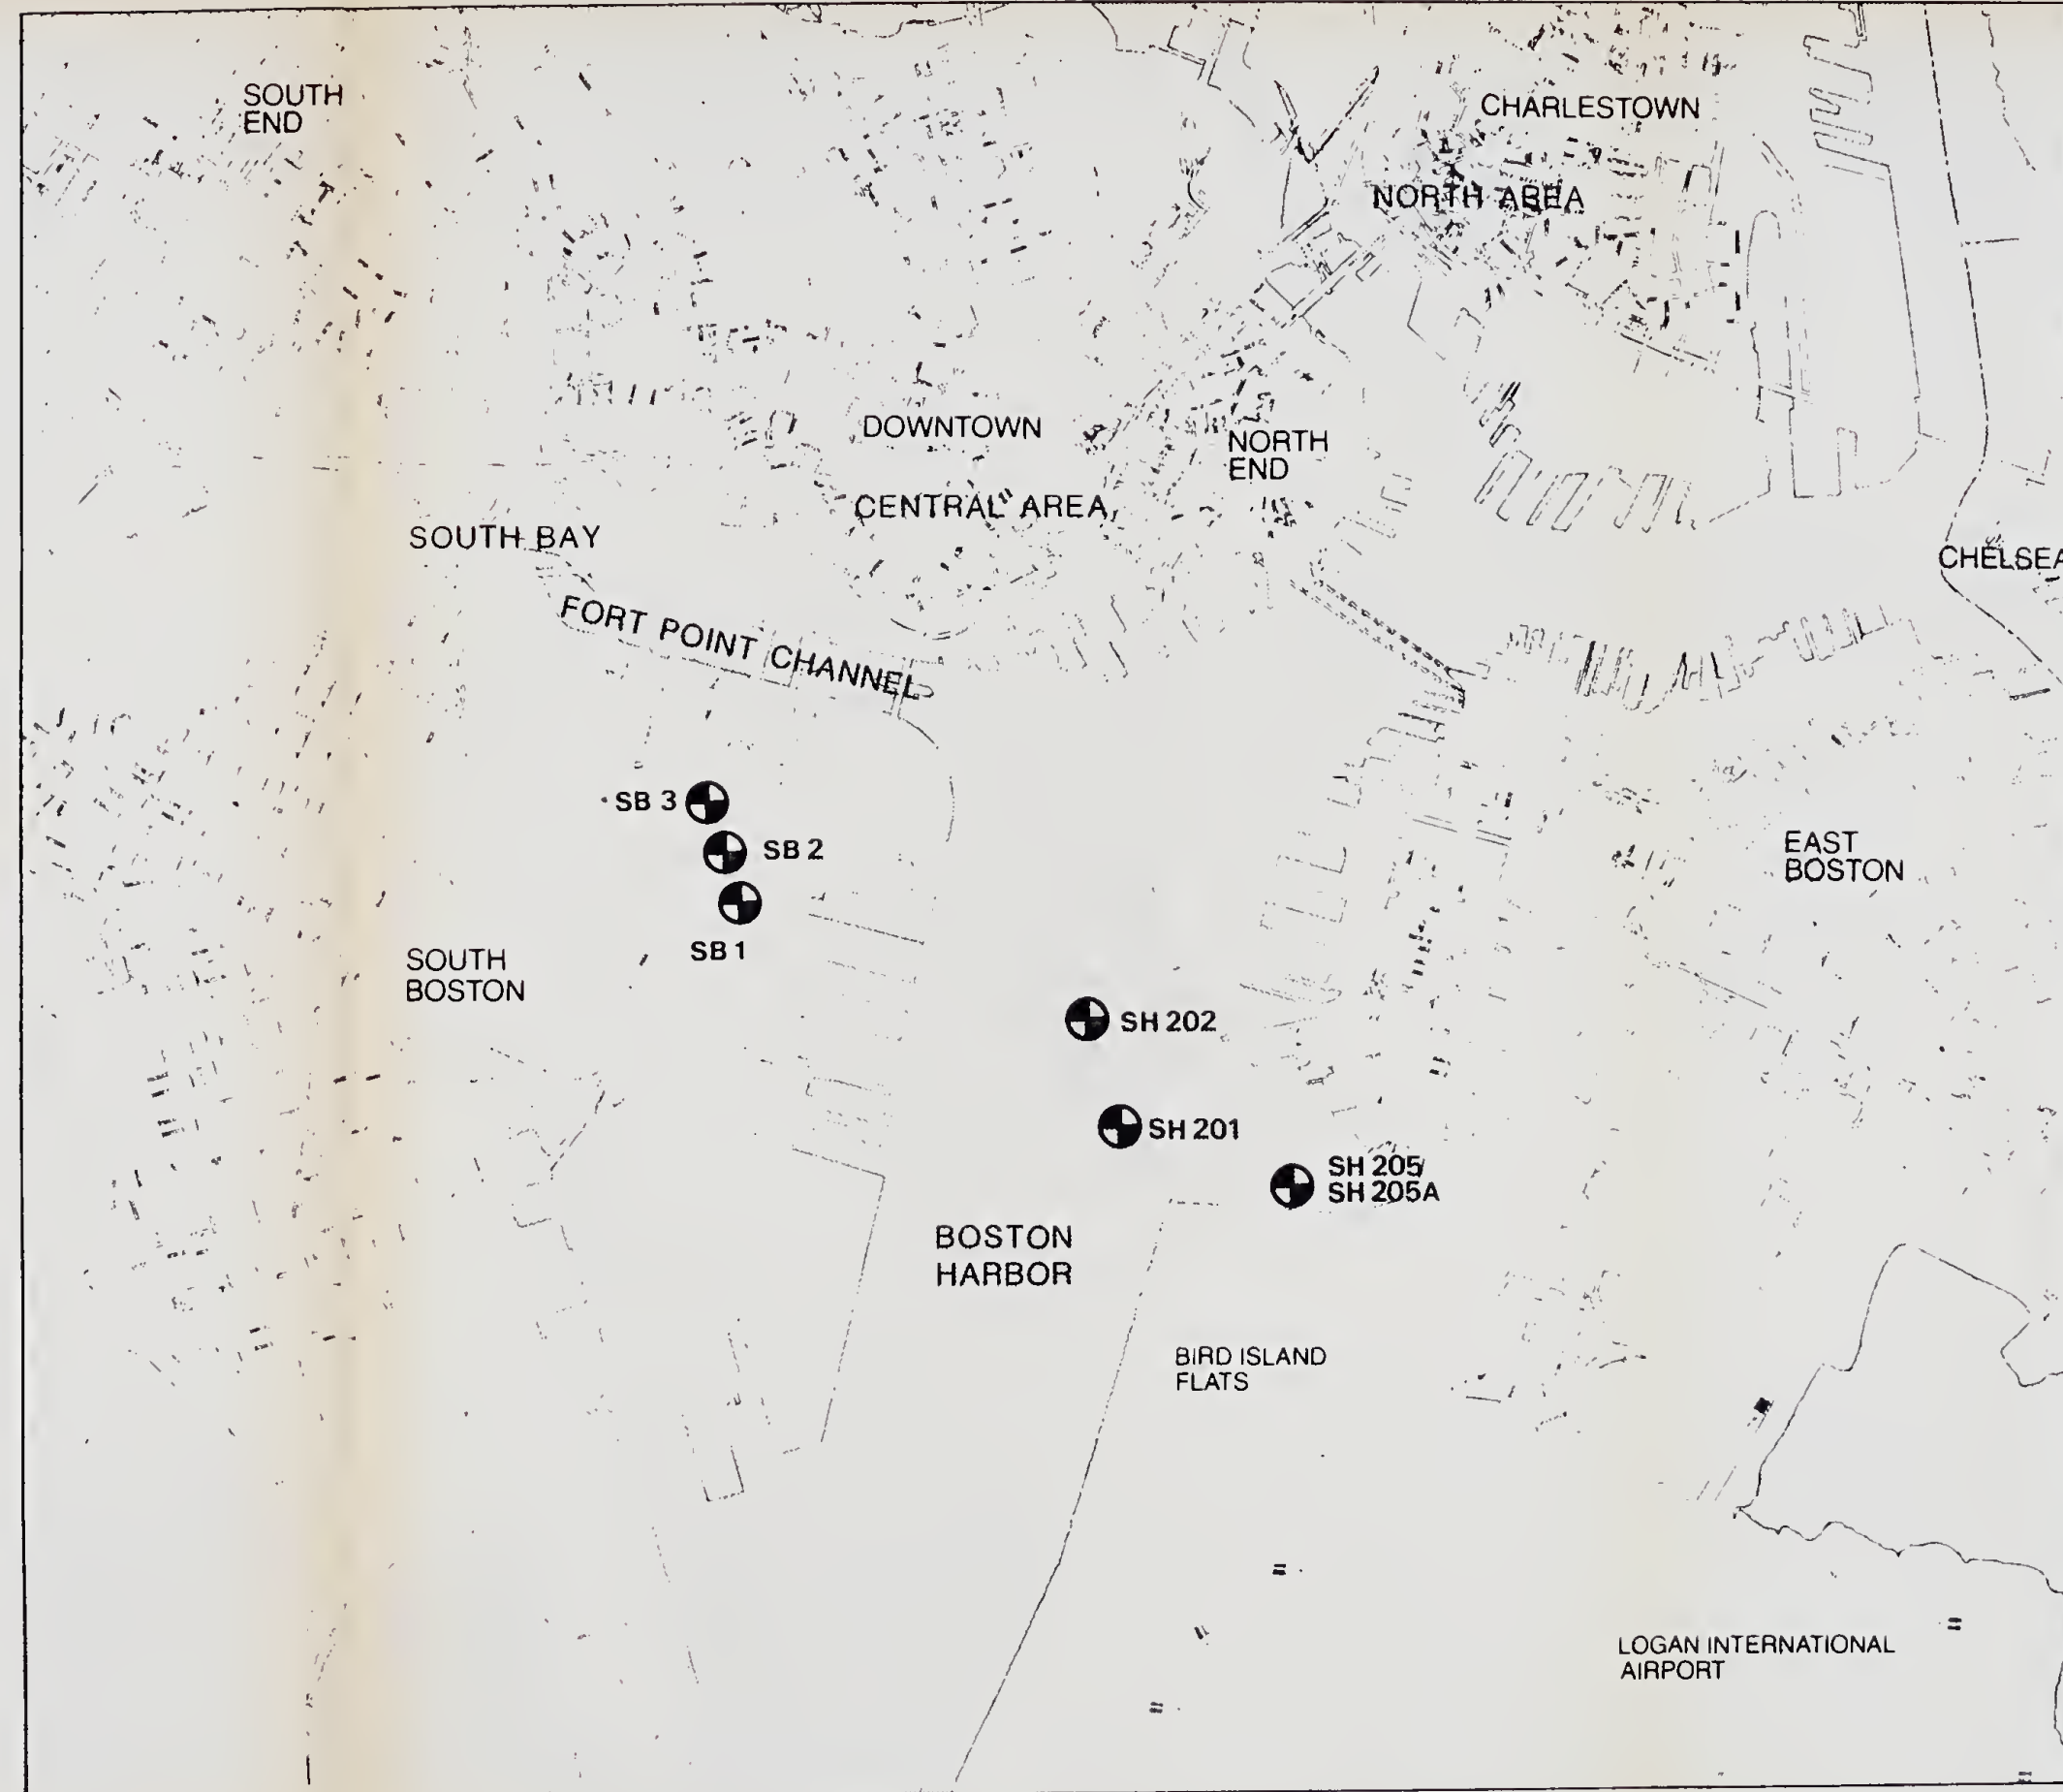 SOUTH
END
CHARLESTOWN
NORTH AREA
DOWNTOWN
NORTH
END
CENTRAL AREA
SOUTH BAY
CHELSEA
FORT POINT CHANNEL
SB 3
SB 2
SB 1
EAST
BOSTON
SOUTH
BOSTON
SH 202
SH 201
SH 205/
SH 205A
BOSTON
HARBOR
BIRD ISLAND
FLATS
LOGAN INTERNATIONAL
AIRPORT